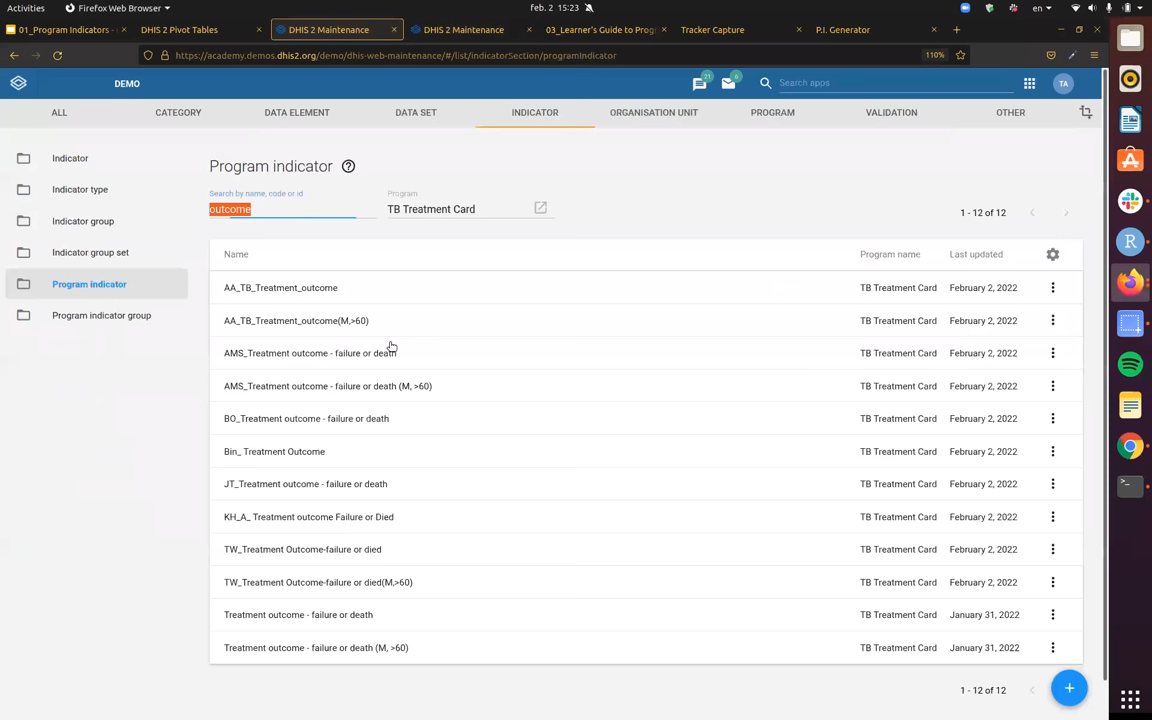 Activities Firefox Web Browser feb. 2 15:23 en
01_Program Indicators - DHIS 2 Pivot Tables DHIS 2 Maintenance DHIS 2 Maintenance 03_Learner's Guide to Prog Tracker Capture P.I. Generator
https://academy.demos.dhis2.org/demo/dhis-web-maintenance/#/list/indicatorSection/programIndicator 110%
DEMO 21 6 Search apps TA
ALL CATEGORY DATA ELEMENT DATA SET INDICATOR ORGANISATION UNIT PROGRAM VALIDATION OTHER
Indicator
Indicator type
Indicator group
Indicator group set
Program indicator
Program indicator group
Program indicator
Search by name, code or id Program
outcome TB Treatment Card 1 - 12 of 12
Name Program name Last updated
AA_TB_Treatment_outcome TB Treatment Card February 2, 2022
AA_TB_Treatment_outcome(M,>60) TB Treatment Card February 2, 2022
AMS_Treatment outcome - failure or death TB Treatment Card February 2, 2022
AMS_Treatment outcome - failure or death (M, >60) TB Treatment Card February 2, 2022
BO_Treatment outcome - failure or death TB Treatment Card February 2, 2022
Bin_ Treatment Outcome TB Treatment Card February 2, 2022
JT_Treatment outcome - failure or death TB Treatment Card February 2, 2022
KH_A_ Treatment outcome Failure or Died TB Treatment Card February 2, 2022
TW_Treatment Outcome-failure or died TB Treatment Card February 2, 2022
TW_Treatment Outcome-failure or died(M,>60) TB Treatment Card February 2, 2022
Treatment outcome - failure or death TB Treatment Card January 31, 2022
Treatment outcome - failure or death (M, >60) TB Treatment Card January 31, 2022
1 - 12 of 12